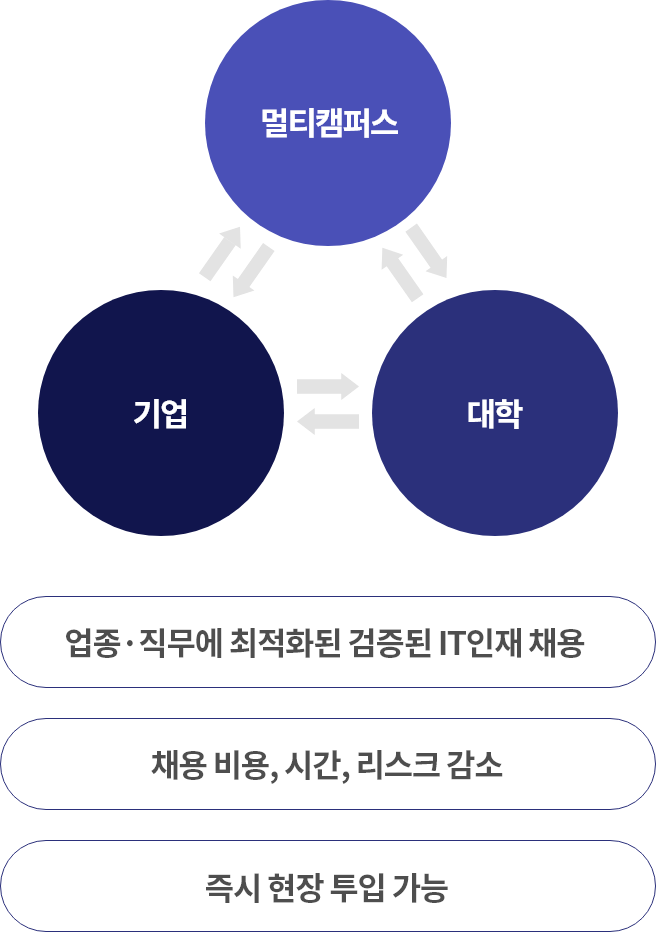 멀티캠퍼스
기업
대학
업종·직무에 최적화된 검증된 IT인재 채용
채용 비용, 시간, 리스크 감소
즉시 현장 투입 가능